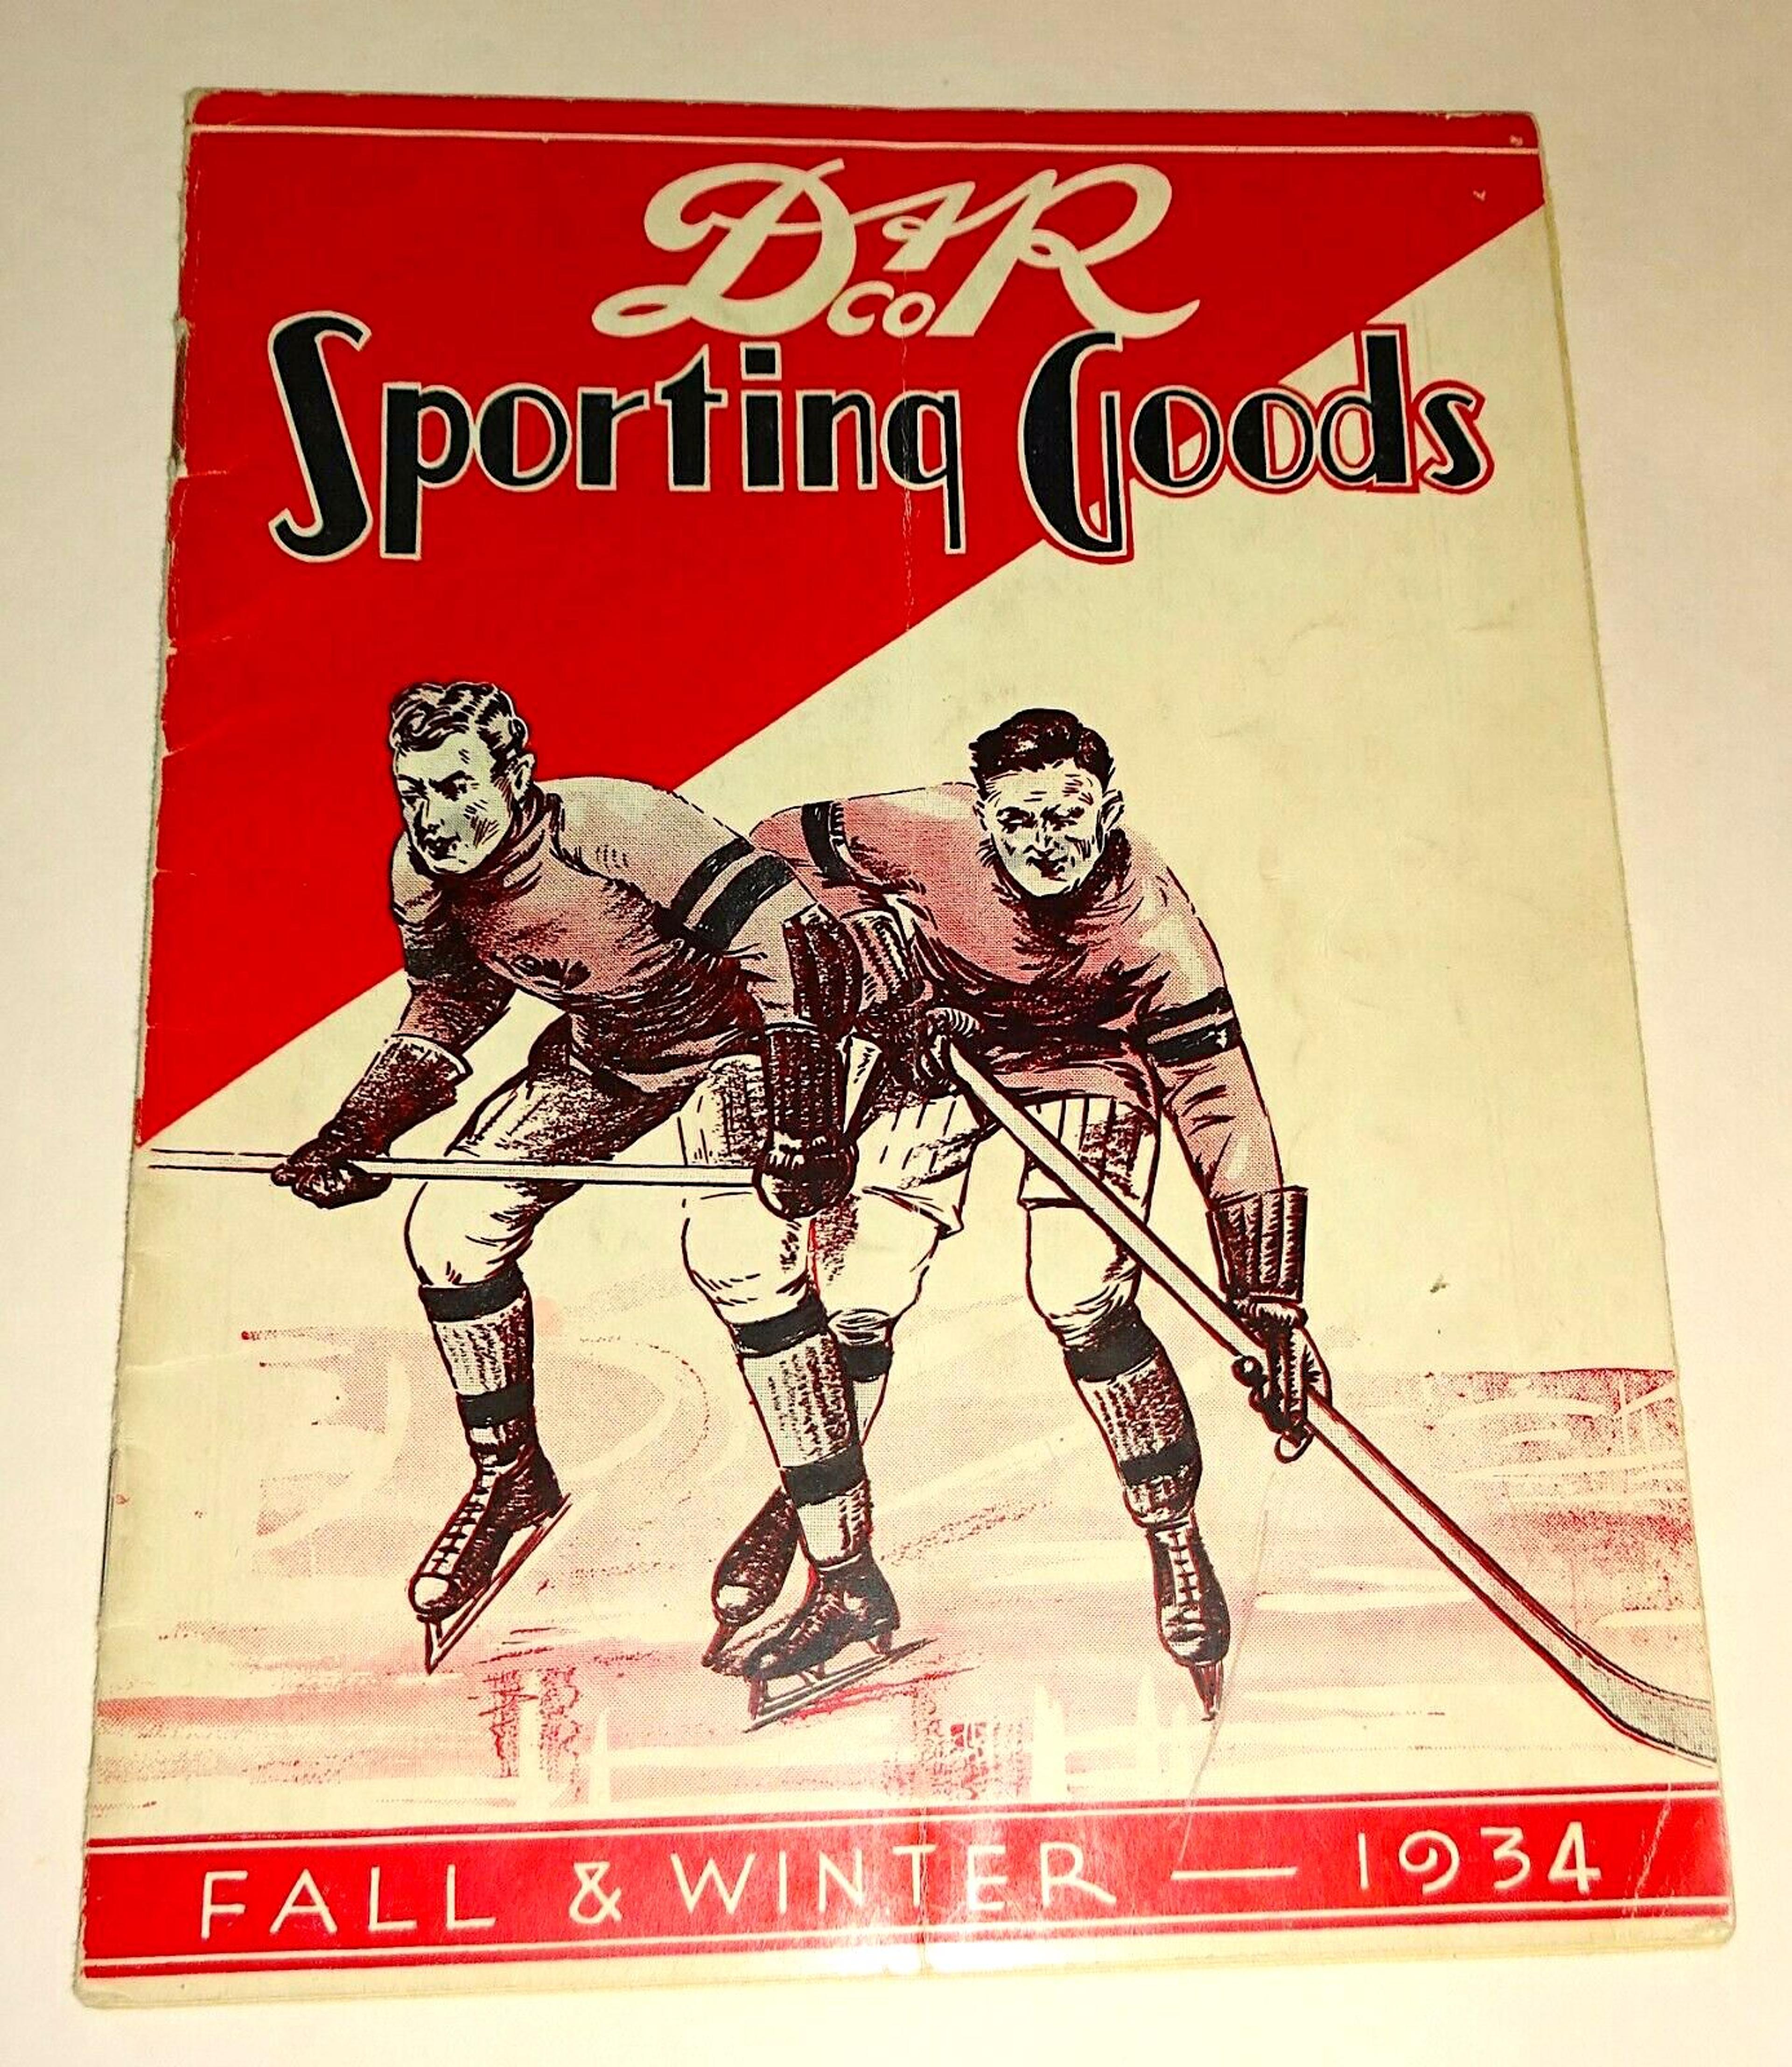 D&R
co
Sporting Goods
FALL & WINTER — 1934